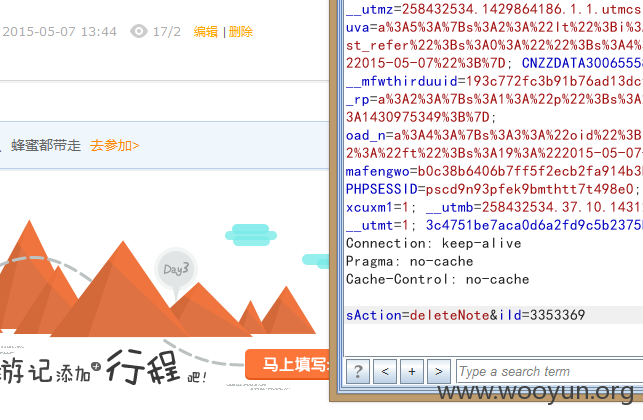 2015-05-07 13:44 17/2 编辑 | 删除
、蜂蜜都带走 去参加>
Day3
游记添加 行程 吧!
马上填写
__utmz=258432534.1429864186.1.1.utmcs
uva=a%3A5%3A%7Bs%3A2%3A%22lt%22%3Bi%3
st_refer%22%3Bs%3A0%3A%22%22%3Bs%3A4%
22015-05-07%22%3B%7D; CNZZDATA30065558
__mfwthirduuid=193c772fc3b91b76ad13dc
_rp=a%3A2%3A%7Bs%3A1%3A%22p%22%3Bs%3A
3A1430975349%3B%7D;
oad_n=a%3A4%3A%7Bs%3A3%3A%22oid%22%3B
2%3A%22ft%22%3Bs%3A19%3A%222015-05-07
mafengwo=b0c38b6406b7ff5f2ecb2fa914b3
PHPSESSID=pscd9n93pfek9bmthtt7t498e0;
xcuxm1=1; __utmb=258432534.37.10.1431
__utmt=1; 3c4751be7aca0d6a2fd9c5b2375
Connection: keep-alive
Pragma: no-cache
Cache-Control: no-cache
sAction=deleteNote&iId=3353369
? < + > Type a search term
www.wooyun.org